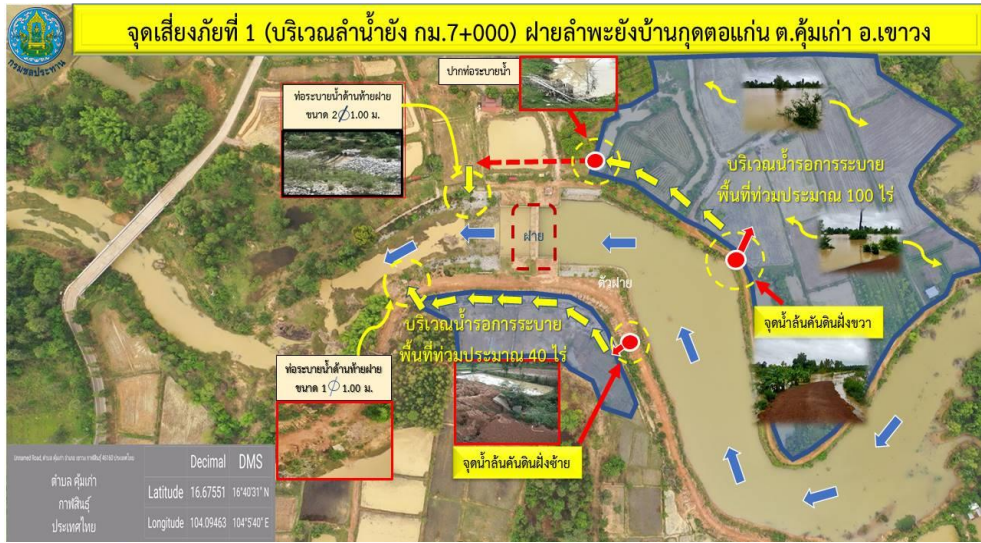 จุดเสี่ยงภัยที่ 1 (บริเวณลำน้ำยัง กม.7+000) ฝายลำพะยังบ้านกุดตอแก่น ต.คุ้มเก่า อ.เขาวง
กรมชลประทาน
ปากท่อระบายน้ำ
ท่อระบายน้ำด้านท้ายฝาย
ขนาด 2∅1.00 ม.
บริเวณน้ำรอการระบาย
พื้นที่ท่วมประมาณ 100 ไร่
ฝาย
ตัวฝาย
จุดน้ำล้นคันดินฝั่งขวา
บริเวณน้ำรอการระบาย
พื้นที่ท่วมประมาณ 40 ไร่
ท่อระบายน้ำด้านท้ายฝาย
ขนาด 1∅1.00 ม.
จุดน้ำล้นคันดินฝั่งซ้าย
ตำบล คุ้มเก่า
กาฬสินธุ์
ประเทศไทย
Decimal DMS
Latitude 16.67551 16°40'31" N
Longitude 104.09463 104°5'40" E